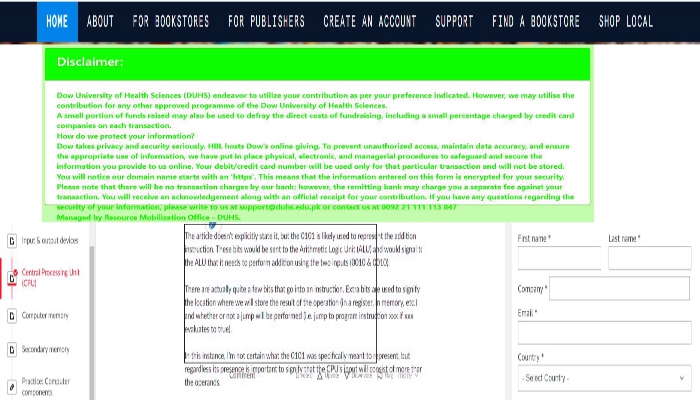 HOME ABOUT FOR BOOKSTORES FOR PUBLISHERS CREATE AN ACCOUNT SUPPORT FIND A BOOKSTORE SHOP LOCAL
Disclaimer:
Dow University of Health Sciences (DUHS) endeavor to utilize your contribution as per your preference indicated. However, we may utilise the
contribution for any other approved programme of the Dow University of Health Sciences.
A small portion of funds raised may also be used to defray the direct costs of fundraising, including a small percentage charged by credit card
companies on each transaction.
How do we protect your information?
Dow takes privacy and security seriously. HBL hosts Dow's online giving. To prevent unauthorized access, maintain data accuracy, and ensure
the appropriate use of information, we have put in place physical, electronic, and managerial procedures to safeguard and secure the
information you provide to us online. Your debit/credit card number will be used only for that particular transaction and will not be stored.
You will notice our domain name starts with an 'https'. This means that the information entered on this form is encrypted for your security.
Please note that there will be no transaction charges by our bank; however, the remitting bank may charge you a separate fee against your
transaction. You will receive an acknowledgement along with an official receipt for your contribution. If you have any questions regarding the
security of your information, please write to us at support@duhs.edu.pk or contact us at 0092 21 111 113 847
Managed by Resource Mobilization Office - DUHS.
Input & output devices
Central Processing Unit
(CPU)
Computer memory
Secondary memory
Practice: Computer
components
The article doesn't explicitly state it, but the 0101 is likely used to represent the addition
instruction. These bits would be sent to the Arithmetic Logic Unit (ALU) and would signal t
the ALU that it needs to perform addition using the two inputs (0010 & 0010).
There are actually quite a few bits that go into an instruction. Extra bits are used to signify
the location where we will store the result of the operation (in a register, in memory, etc.)
and whether or not a jump will be performed (i.e. jump to program instruction xxx if xxx
evaluates to true).
In this instance, I'm not certain what the 0101 was specifically meant to represent, but
regardless its presence is important to signify that the CPU's input will consist of more than
the operands.
Comment Upvote Downvote Flag more
First name * Last name *
Company *
Email *
Country *
- Select Country -